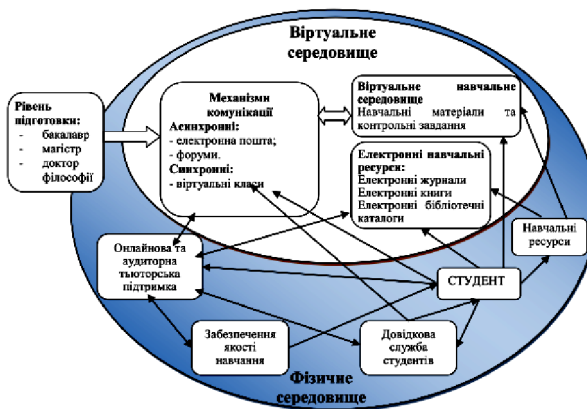 Віртуальне
середовище
Рівень
підготовки:
- бакалавр
- магістр
- доктор
філософії
Механізми
комунікації
Асинхронні:
- електронна пошта;
- форуми.
Синхронні:
- віртуальні класи
Віртуальне навчальне
середовище
Навчальні матеріали та
контрольні завдання
Електронні навчальні
ресурси:
Електронні журнали
Електронні книги
Електронні бібліотечні
каталоги
Онлайнова та
аудиторна
тьюторська
підтримка
Навчальні
ресурси
СТУДЕНТ
Забезпечення
якості
навчання
Довідкова
служба
студентів
Фізичне
середовище